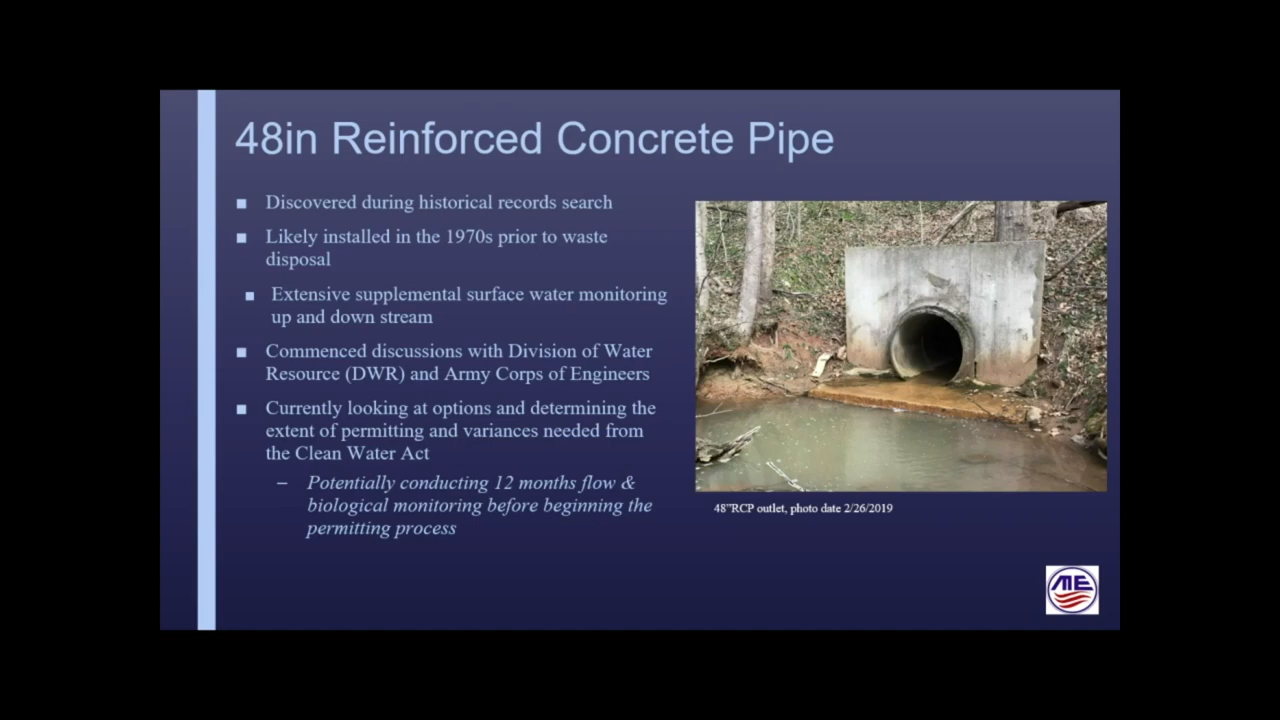 48in Reinforced Concrete Pipe
Discovered during historical records search
Likely installed in the 1970s prior to waste
disposal
Extensive supplemental surface water monitoring
up and down stream
Commenced discussions with Division of Water
Resource (DWR) and Army Corps of Engineers
Currently looking at options and determining the
extent of permitting and variances needed from
the Clean Water Act
– Potentially conducting 12 months flow &
biological monitoring before beginning the
permitting process
48"RCP outlet, photo date 2/26/2019
ME